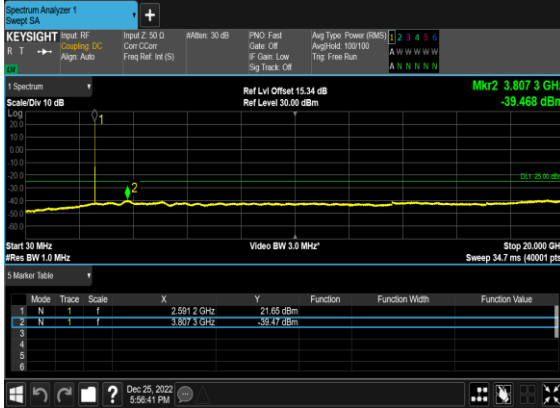 Spectrum Analyzer 1
Swept SA
+
KEYSIGHT
R T
LXI
Input: RF
Coupling: DC
Align: Auto
Input Z: 50 Ω
Corr CCorr
Freq Ref: Int (S)
#Atten: 30 dB
PNO: Fast
Gate: Off
IF Gain: Low
Sig Track: Off
Avg Type: Power (RMS)
Avg|Hold: 100/100
Trig: Free Run
1 2 3 4 5 6
A W W W W W
A N N N N N
1 Spectrum
Scale/Div 10 dB
Ref Lvl Offset 15.34 dB
Ref Level 30.00 dBm
Mkr2 3.807 3 GHz
-39.468 dBm
Log
20.0
10.0
0.00
-10.0
-20.0
-30.0
-40.0
-50.0
-60.0
1
2
DL1 -25.00 dBm
Start 30 MHz
#Res BW 1.0 MHz
Video BW 3.0 MHz*
Stop 20.000 GH
Sweep 34.7 ms (40001 pts
5 Marker Table
Mode Trace Scale X Y Function Function Width Function Value
1 N 1 f 2.591 2 GHz 21.65 dBm
2 N 1 f 3.807 3 GHz -39.47 dBm
3
4
5
6
?
Dec 25, 2022
5:56:41 PM